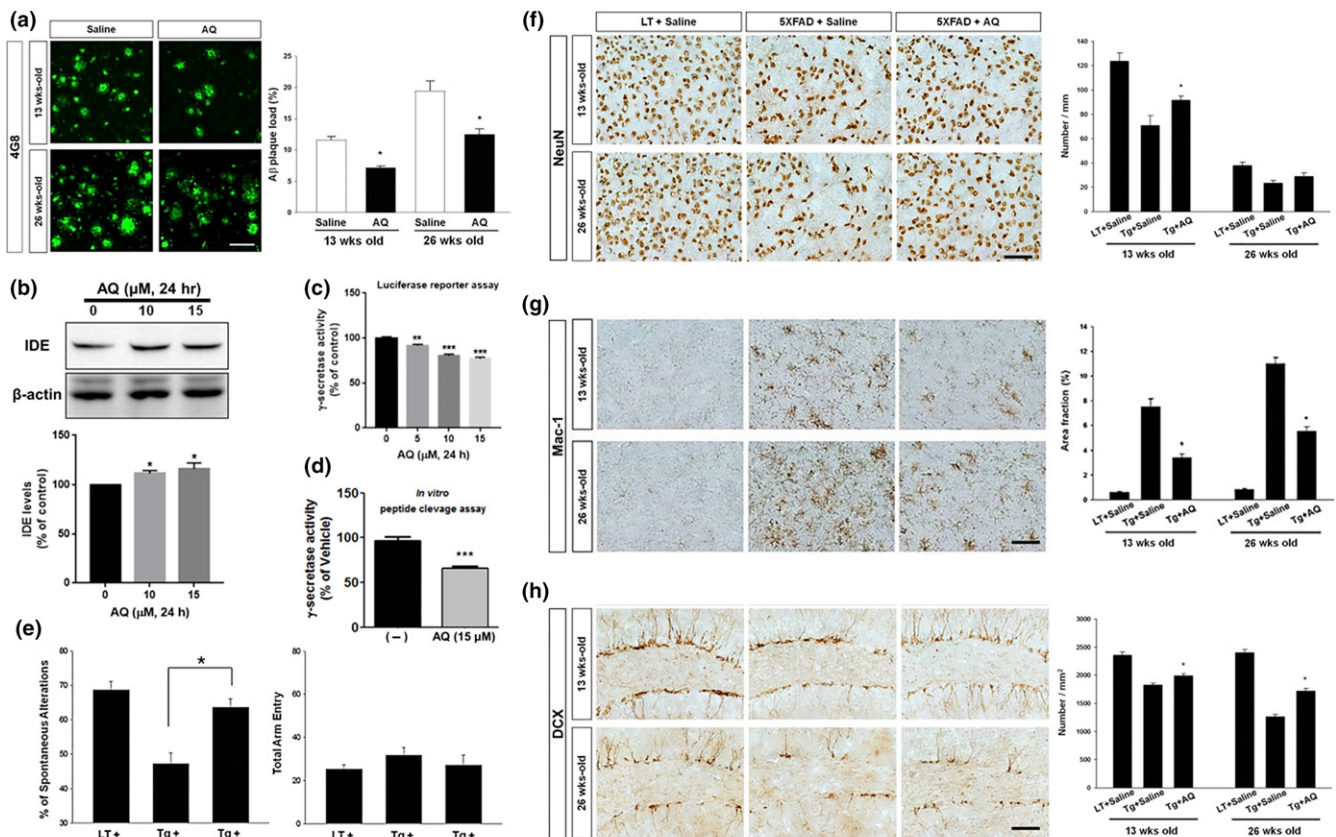 (a)
Saline
AQ
4G8
13 wks-old
26 wks-old
Aβ plaque load (%)
25
20
15
10
5
0
Saline
AQ
Saline
AQ
13 wks old
26 wks old
*
*
(b)
AQ (µM, 24 hr)
0
10
15
IDE
β-actin
IDE levels
(% of control)
150
100
50
0
*
*
0
10
15
AQ (µM, 24 h)
(c)
Luciferase reporter assay
γ-secretase activity
(% of control)
150
100
50
0
**
***
***
0
5
10
15
AQ (µM, 24 h)
(d)
In vitro
peptide clevage assay
γ-secretase activity
(% of Vehicle)
150
100
50
0
***
(–)
AQ (15 µM)
(e)
% of Spontaneous Alterations
80
70
60
50
40
30
*
LT +
Tg +
Tg +
Total Arm Entry
80
60
40
20
0
LT +
Tg +
Tg +
(f)
LT + Saline
5XFAD + Saline
5XFAD + AQ
NeuN
13 wks-old
26 wks-old
Number / mm
140
120
100
80
60
40
20
0
*
LT+Saline
Tg+Saline
Tg+AQ
LT+Saline
Tg+Saline
Tg+AQ
13 wks old
26 wks old
(g)
Mac-1
13 wks-old
26 wks-old
Area fraction (%)
14
12
10
8
6
4
2
0
*
*
LT+Saline
Tg+Saline
Tg+AQ
LT+Saline
Tg+Saline
Tg+AQ
13 wks old
26 wks old
(h)
DCX
13 wks-old
26 wks-old
Number / mm²
3000
2500
2000
1500
1000
500
0
*
*
LT+Saline
Tg+Saline
Tg+AQ
LT+Saline
Tg+Saline
Tg+AQ
13 wks old
26 wks old